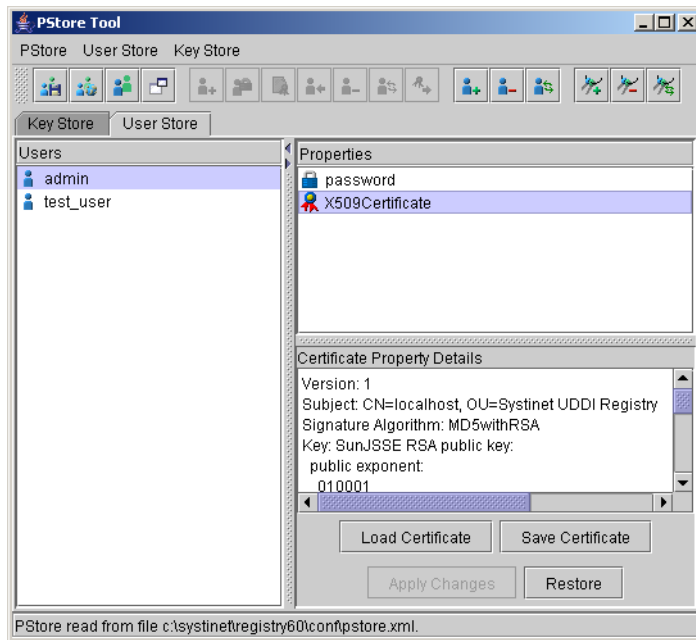 PStore Tool
PStore User Store Key Store
Key Store User Store
Users
admin
test_user
Properties
password
X509Certificate
Certificate Property Details
Version: 1
Subject: CN=localhost, OU=Systinet UDDI Registry
Signature Algorithm: MD5withRSA
Key: SunJSSE RSA public key:
public exponent:
010001
Load Certificate Save Certificate
Apply Changes Restore
PStore read from file c:\systinet\registry60\conf\pstore.xml.